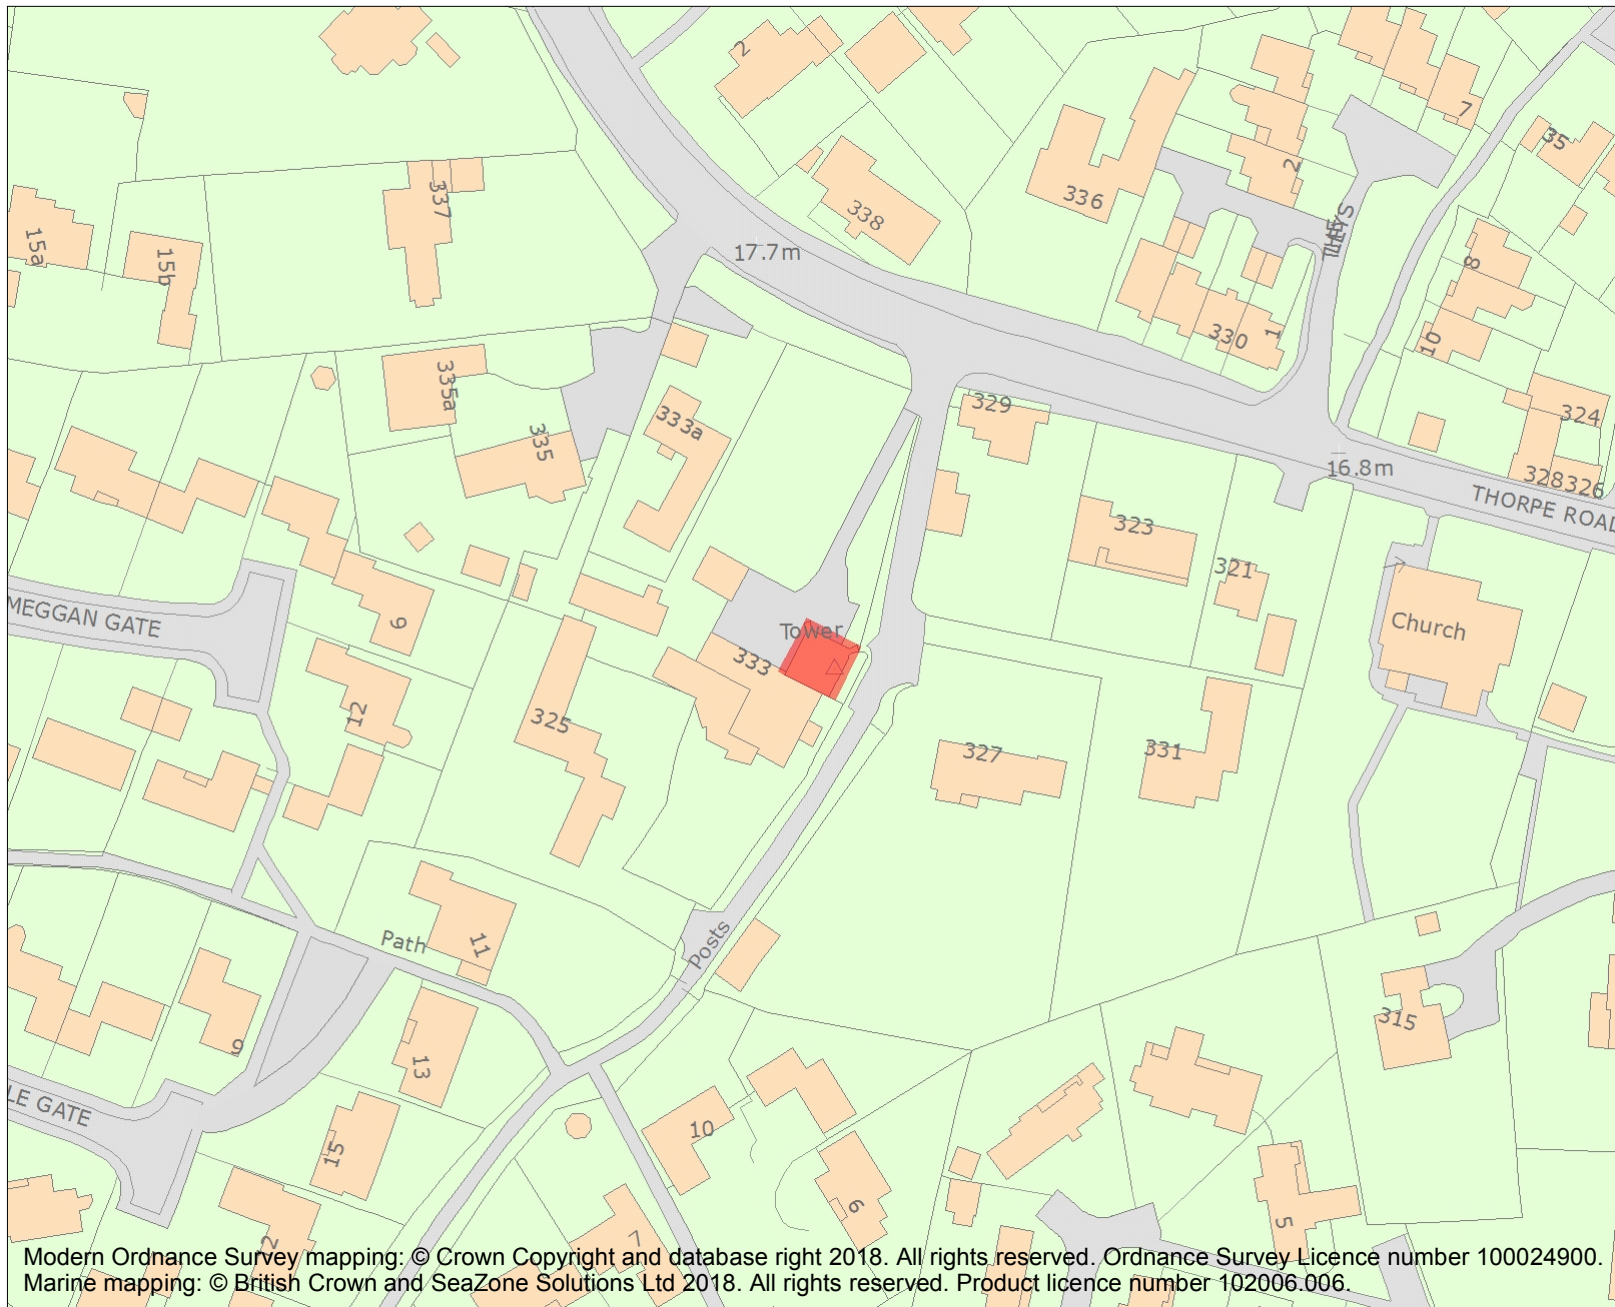 2
7
35
2
336
337
338
15a
15b
17.7m
8
330
1
10
335a
329
333a
324
335
16.8m
328
326
THORPE ROAD
323
321
MEGGAN GATE
9
Church
Tower
333
12
325
327
331
Posts
Path
11
315
9
13
LE GATE
10
15
6
5
2
7
Modern Ordnance Survey mapping: © Crown Copyright and database right 2018. All rights reserved. Ordnance Survey Licence number 100024900.
Marine mapping: © British Crown and SeaZone Solutions Ltd 2018. All rights reserved. Product licence number 102006.006.